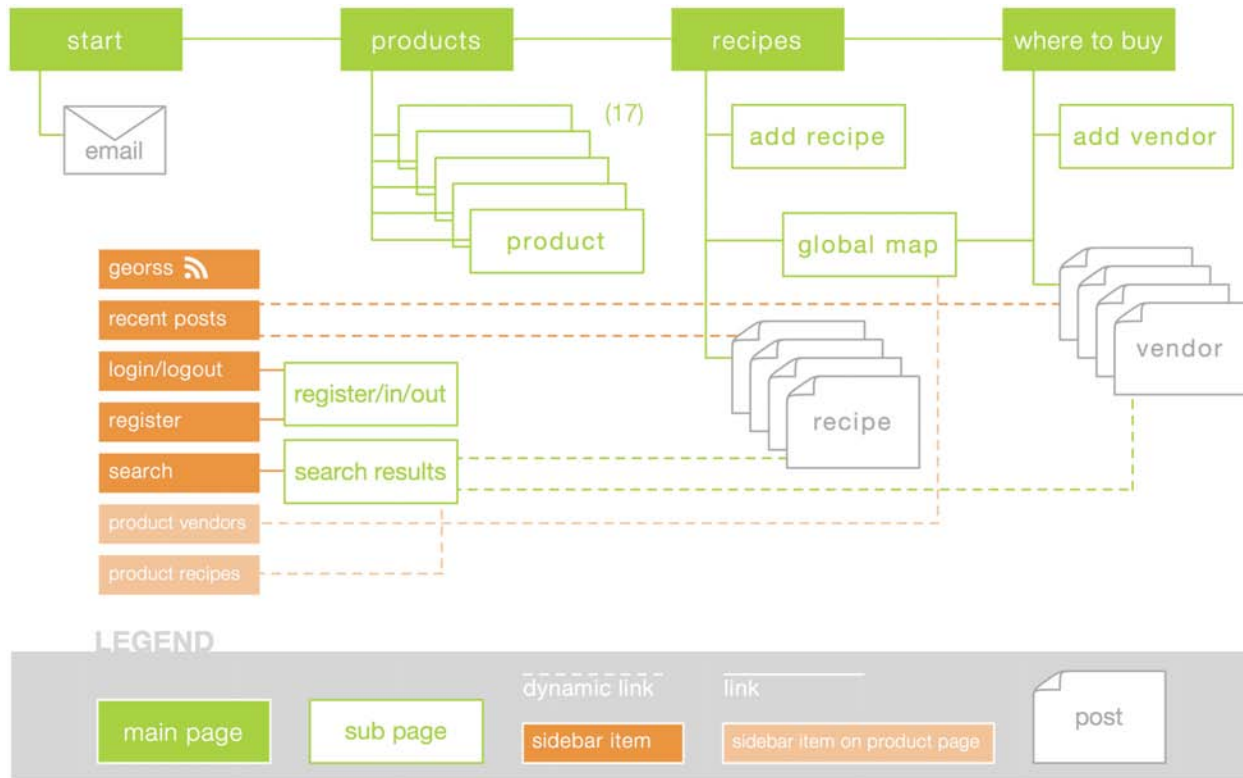 start
products
recipes
where to buy
(17)
email
add recipe
add vendor
product
global map
georss
recent posts
vendor
login/logout
register/in/out
register
recipe
search
search results
product vendors
product recipes
LEGEND
dynamic link
link
main page
sub page
sidebar item
sidebar item on product page
post